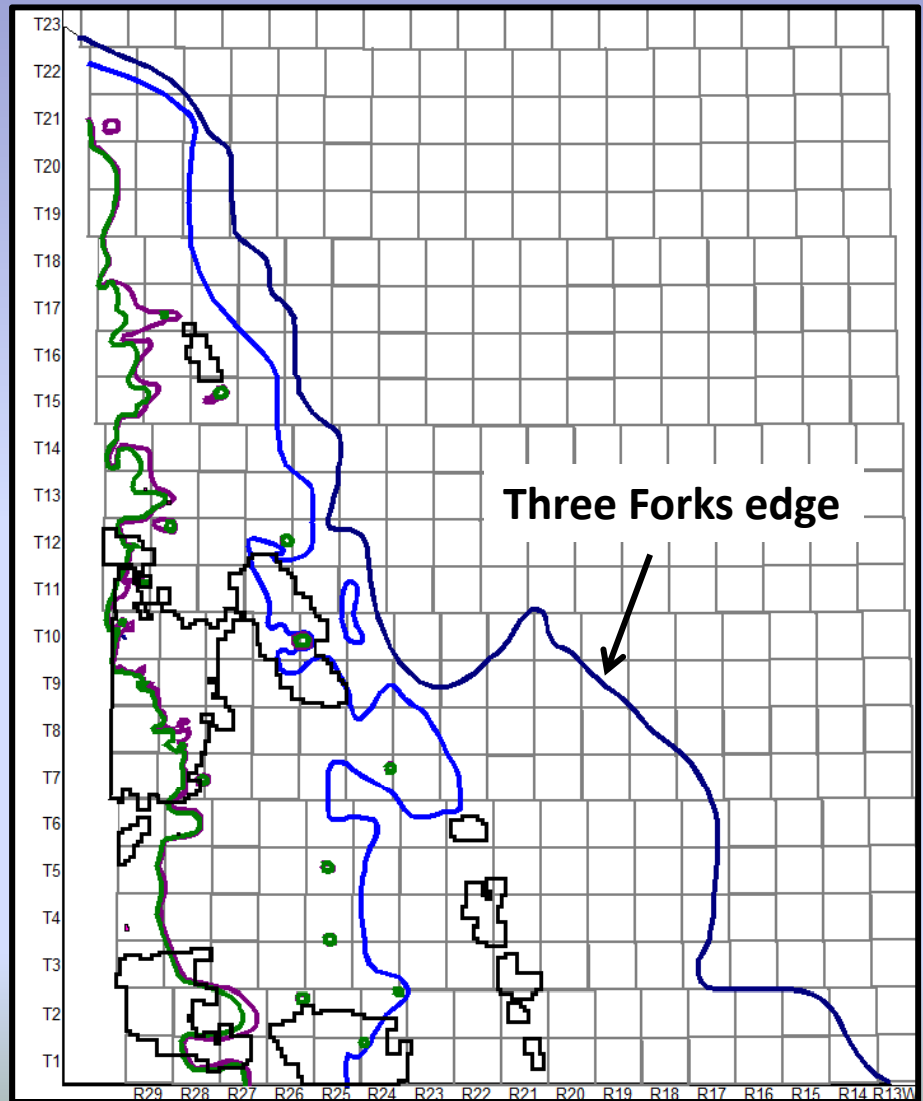 T23
T22
T21
T20
T19
T18
T17
T16
T15
T14
T13
Three Forks edge
T12
T11
T10
T9
T8
T7
T6
T5
T4
T3
T2
T1
R29 R28 R27 R26 R25 R24 R23 R22 R21 R20 R19 R18 R17 R16 R15 R14 R13W